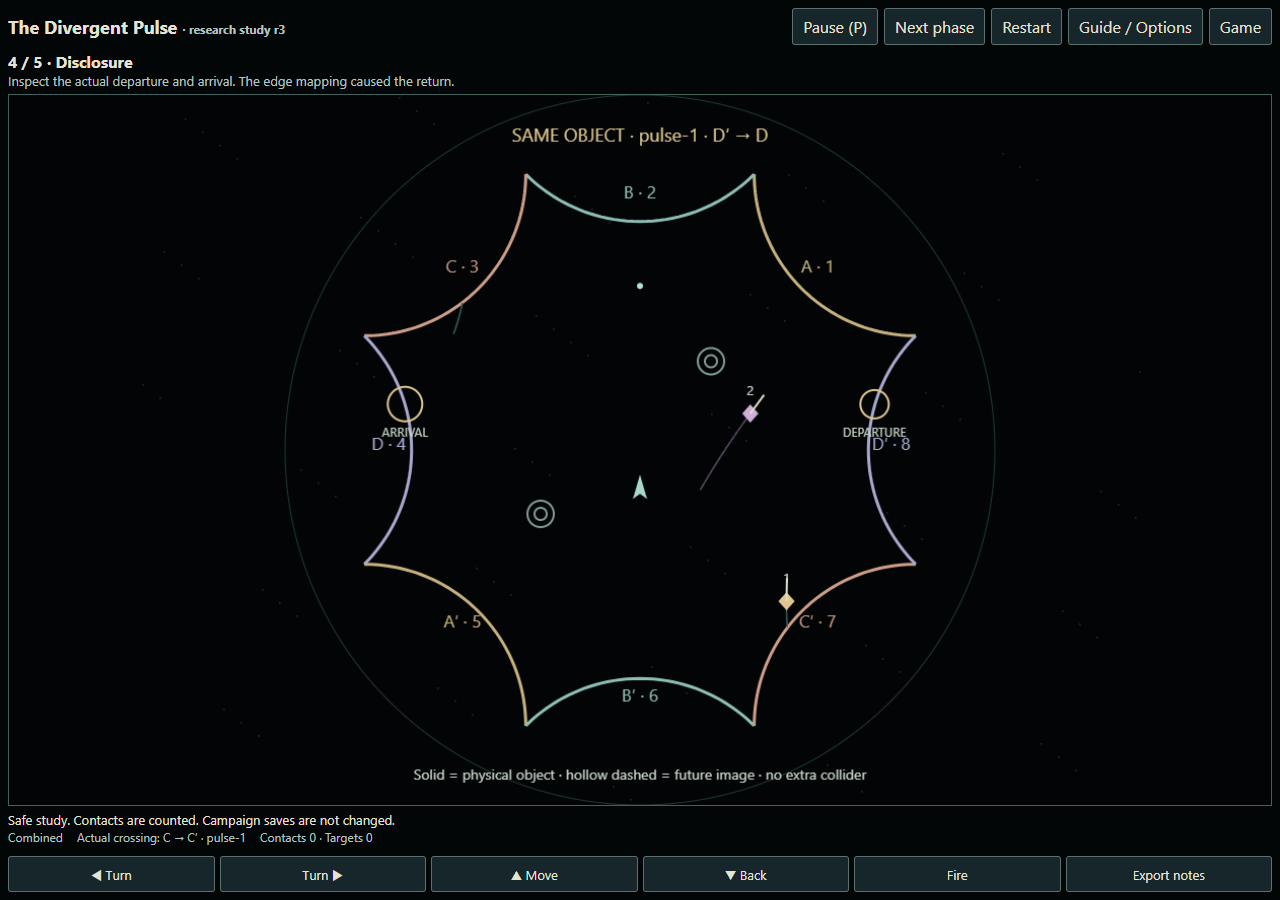 The Divergent Pulse · research study r3
Pause (P)
Next phase
Restart
Guide / Options
Game
4 / 5 · Disclosure
Inspect the actual departure and arrival. The edge mapping caused the return.
SAME OBJECT · pulse-1 · D′ → D
B · 2
C · 3
A · 1
2
ARRIVAL
DEPARTURE
D · 4
D′ · 8
1
A′ · 5
C′ · 7
B′ · 6
Solid = physical object · hollow dashed = future image · no extra collider
Safe study. Contacts are counted. Campaign saves are not changed.
Combined Actual crossing: C → C′ · pulse-1 Contacts 0 · Targets 0
◀ Turn
Turn ▶
▲ Move
▼ Back
Fire
Export notes